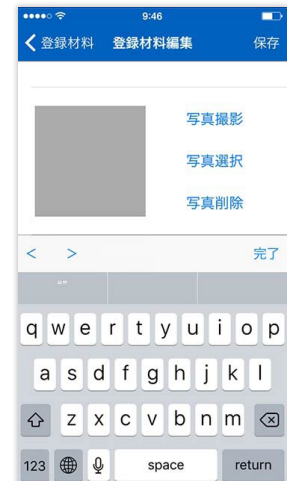 9:46
登録材料 登録材料編集 保存
写真撮影
写真選択
写真削除
< > 完了
“”
q w e r t y u i o p
a s d f g h j k l
z x c v b n m
123 space return